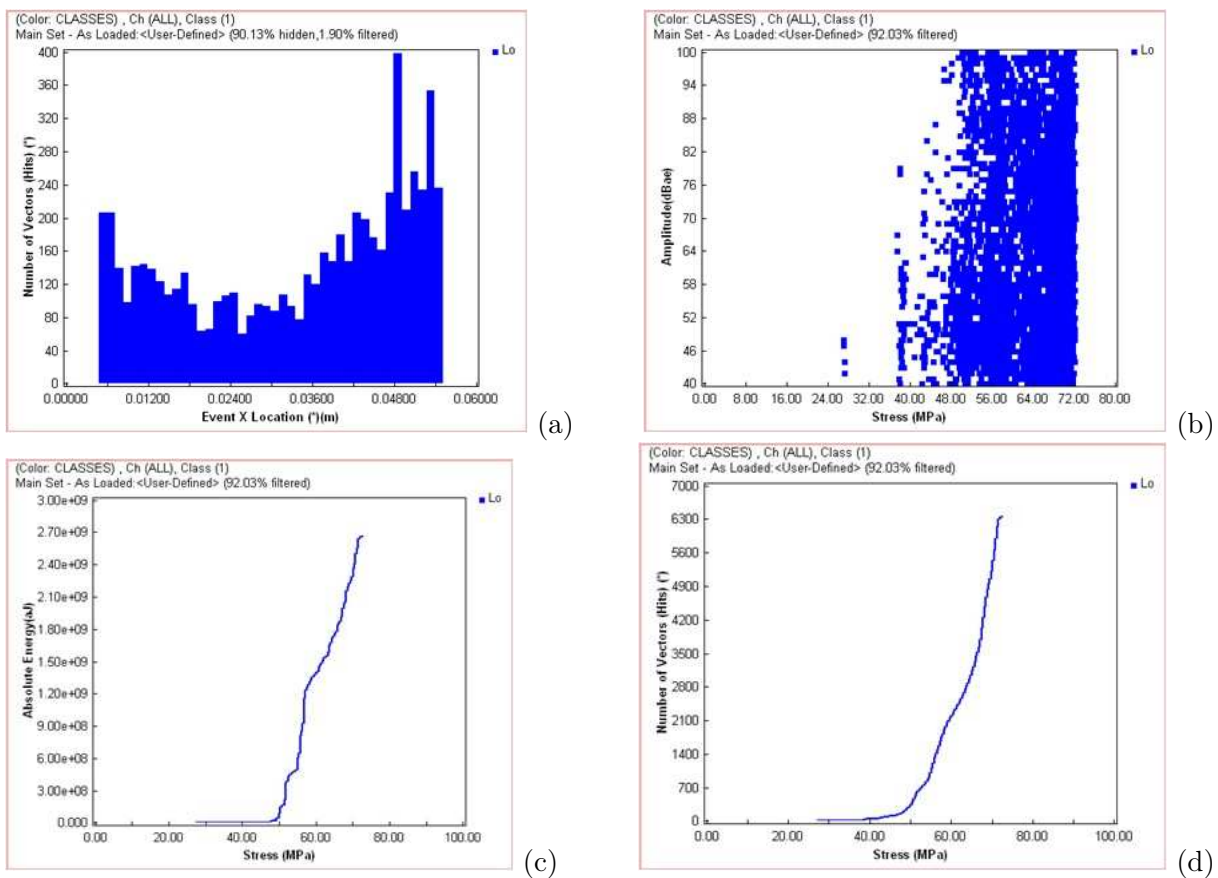 (Color: CLASSES) , Ch (ALL), Class (1)
Main Set - As Loaded:<User-Defined> (90.13% hidden,1.90% filtered)
Lo
Number of Vectors (Hits) (*)
400
360
320
280
240
200
160
120
80
40
0
0.00000 0.01200 0.02400 0.03600 0.04800 0.06000
Event X Location (*)(m)
(a)
(Color: CLASSES) , Ch (ALL), Class (1)
Main Set - As Loaded:<User-Defined> (92.03% filtered)
Lo
Amplitude(dBae)
100
94
88
82
76
70
64
58
52
46
40
0.00 8.00 16.00 24.00 32.00 40.00 48.00 56.00 64.00 72.00 80.00
Stress (MPa)
(b)
(Color: CLASSES) , Ch (ALL), Class (1)
Main Set - As Loaded:<User-Defined> (92.03% filtered)
Lo
Absolute Energy(aJ)
3.00e+09
2.70e+09
2.40e+09
2.10e+09
1.80e+09
1.50e+09
1.20e+09
9.00e+08
6.00e+08
3.00e+08
0.000
0.00 20.00 40.00 60.00 80.00 100.00
Stress (MPa)
(c)
(Color: CLASSES) , Ch (ALL), Class (1)
Main Set - As Loaded:<User-Defined> (92.03% filtered)
Lo
Number of Vectors (Hits) (*)
7000
6300
5600
4900
4200
3500
2800
2100
1400
700
0
0.00 20.00 40.00 60.00 80.00 100.00
Stress (MPa)
(d)